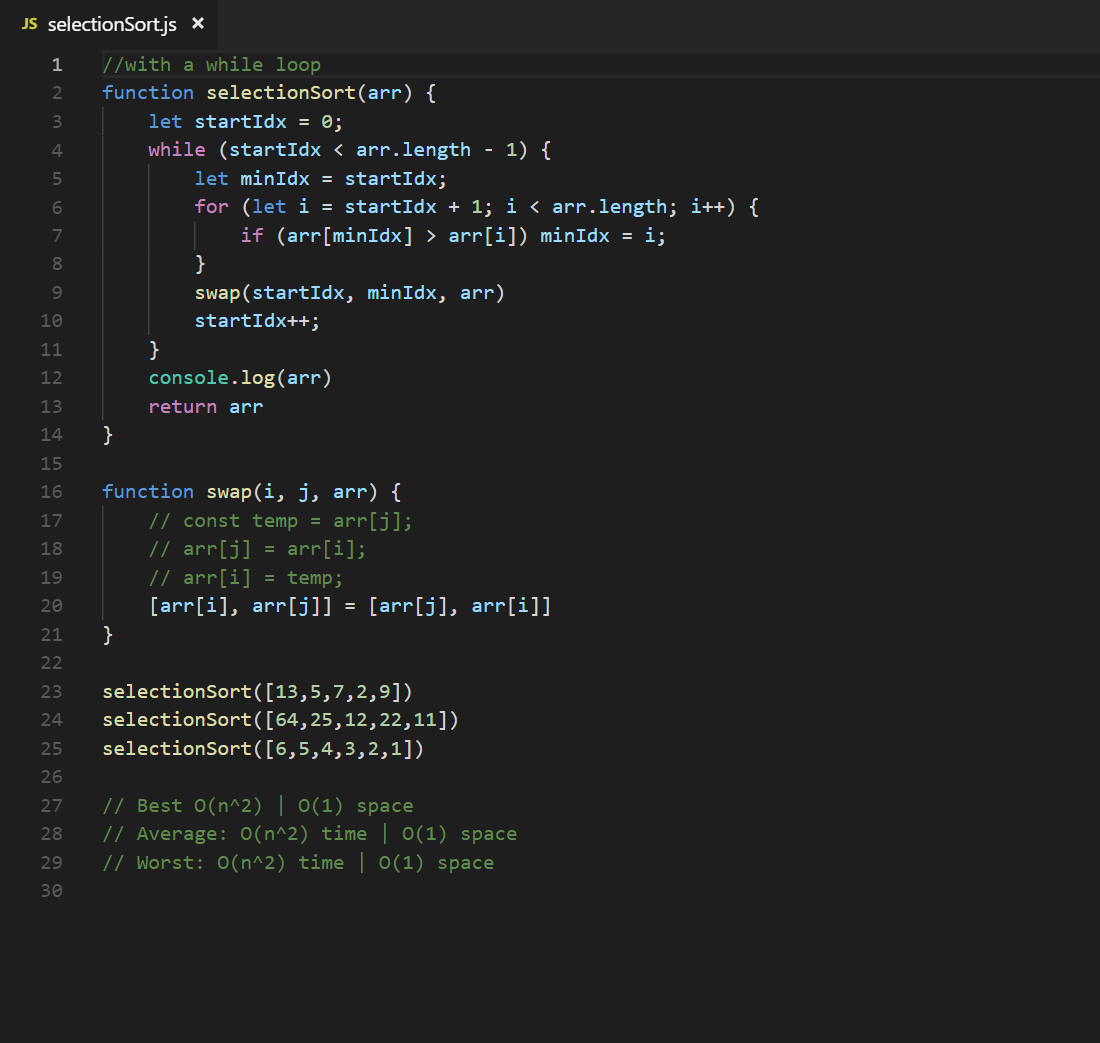 JS selectionSort.js ×
1 //with a while loop
2 function selectionSort(arr) {
3     let startIdx = 0;
4     while (startIdx < arr.length - 1) {
5         let minIdx = startIdx;
6         for (let i = startIdx + 1; i < arr.length; i++) {
7             if (arr[minIdx] > arr[i]) minIdx = i;
8         }
9         swap(startIdx, minIdx, arr)
10         startIdx++;
11     }
12     console.log(arr)
13     return arr
14 }
15
16 function swap(i, j, arr) {
17     // const temp = arr[j];
18     // arr[j] = arr[i];
19     // arr[i] = temp;
20     [arr[i], arr[j]] = [arr[j], arr[i]]
21 }
22
23 selectionSort([13,5,7,2,9])
24 selectionSort([64,25,12,22,11])
25 selectionSort([6,5,4,3,2,1])
26
27 // Best O(n^2) | O(1) space
28 // Average: O(n^2) time | O(1) space
29 // Worst: O(n^2) time | O(1) space
30